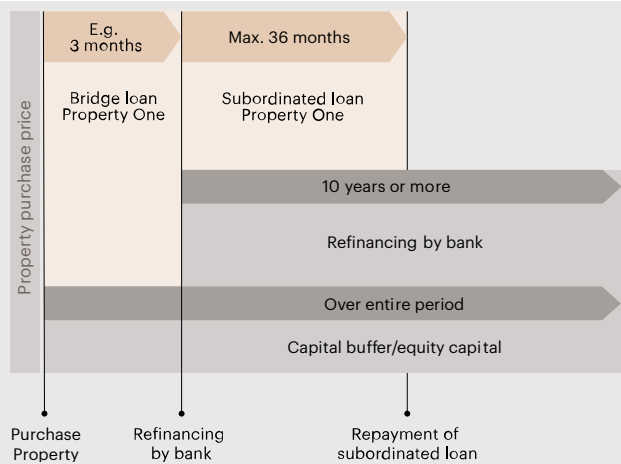 E.g.
3 months
Max. 36 months
Bridge loan
Property One
Subordinated loan
Property One
Property purchase price
10 years or more
Refinancing by bank
Over entire period
Capital buffer/equity capital
Purchase
Property
Refinancing
by bank
Repayment of
subordinated loan